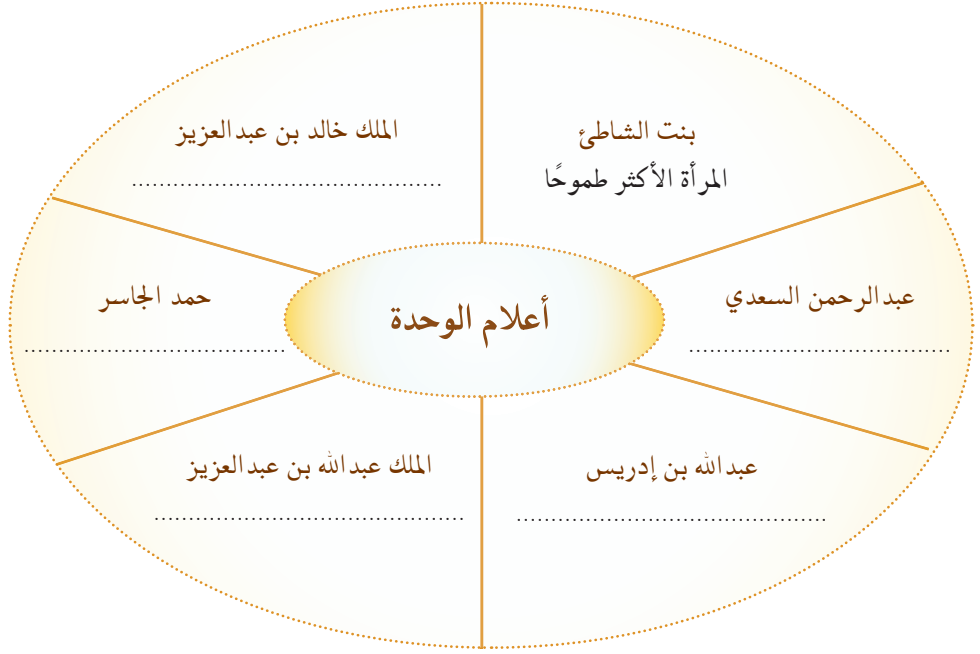 بنت الشاطئ
المرأة الأكثر طموحًا
الملك خالد بن عبدالعزيز
................................................
عبدالرحمن السعدي
................................................
أعلام الوحدة
حمد الجاسر
................................................
عبدالله بن إدريس
................................................
الملك عبدالله بن عبدالعزيز
................................................